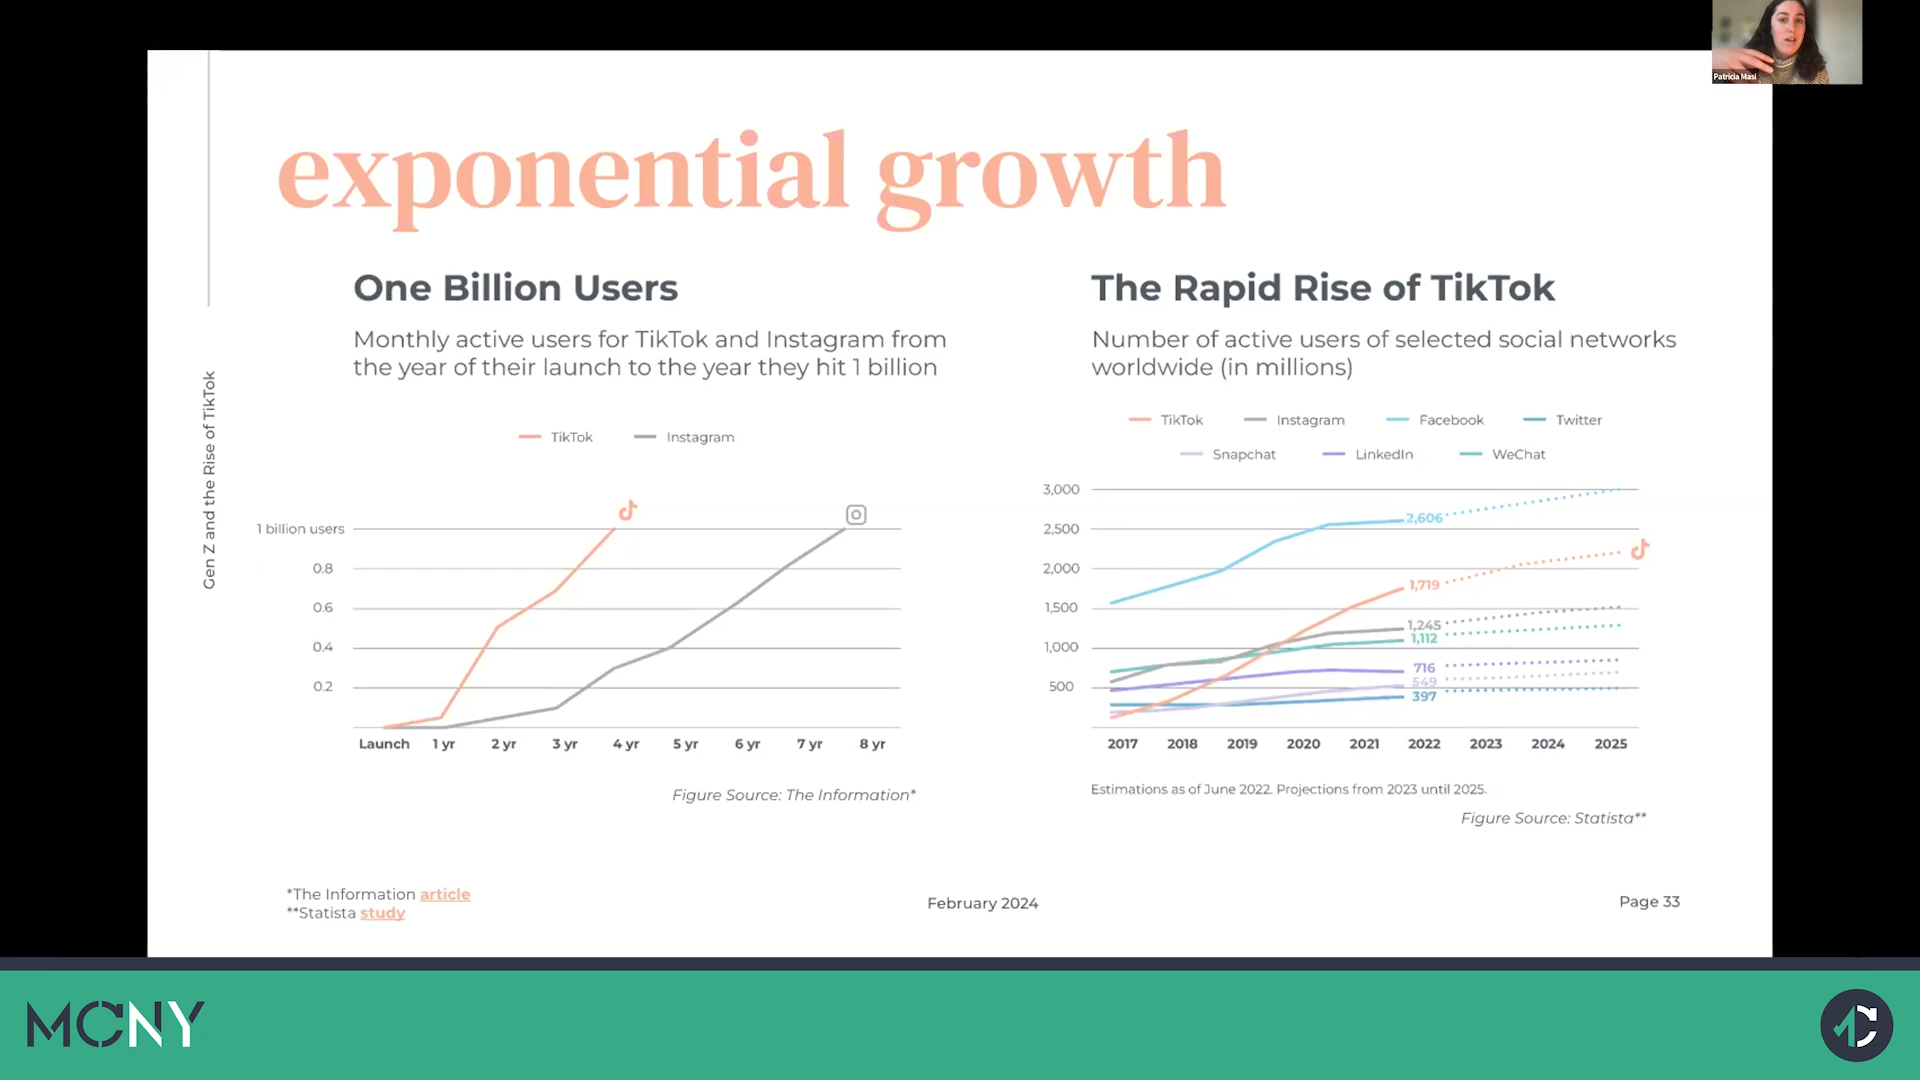 Patricia Masi
Gen Z and the Rise of TikTok
exponential growth
One Billion Users
Monthly active users for TikTok and Instagram from
the year of their launch to the year they hit 1 billion
TikTok Instagram
1 billion users
0.8
0.6
0.4
0.2
Launch 1 yr 2 yr 3 yr 4 yr 5 yr 6 yr 7 yr 8 yr
Figure Source: The Information*
The Rapid Rise of TikTok
Number of active users of selected social networks
worldwide (in millions)
TikTok Instagram Facebook Twitter
Snapchat LinkedIn WeChat
3,000
2,500
2,000
1,500
1,000
500
2,606
1,719
1,245
1,112
716
549
397
2017 2018 2019 2020 2021 2022 2023 2024 2025
Estimations as of June 2022. Projections from 2023 until 2025.
Figure Source: Statista**
*The Information article
**Statista study
February 2024
Page 33
MCNY